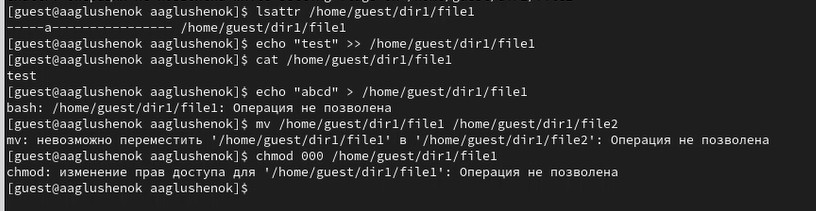 [guest@aaglushenok aaglushenok]$ lsattr /home/guest/dir1/file1
-----a---------------- /home/guest/dir1/file1
[guest@aaglushenok aaglushenok]$ echo "test" >> /home/guest/dir1/file1
[guest@aaglushenok aaglushenok]$ cat /home/guest/dir1/file1
test
[guest@aaglushenok aaglushenok]$ echo "abcd" > /home/guest/dir1/file1
bash: /home/guest/dir1/file1: Операция не позволена
[guest@aaglushenok aaglushenok]$ mv /home/guest/dir1/file1 /home/guest/dir1/file2
mv: невозможно переместить '/home/guest/dir1/file1' в '/home/guest/dir1/file2': Операция не позволена
[guest@aaglushenok aaglushenok]$ chmod 000 /home/guest/dir1/file1
chmod: изменение прав доступа для '/home/guest/dir1/file1': Операция не позволена
[guest@aaglushenok aaglushenok]$